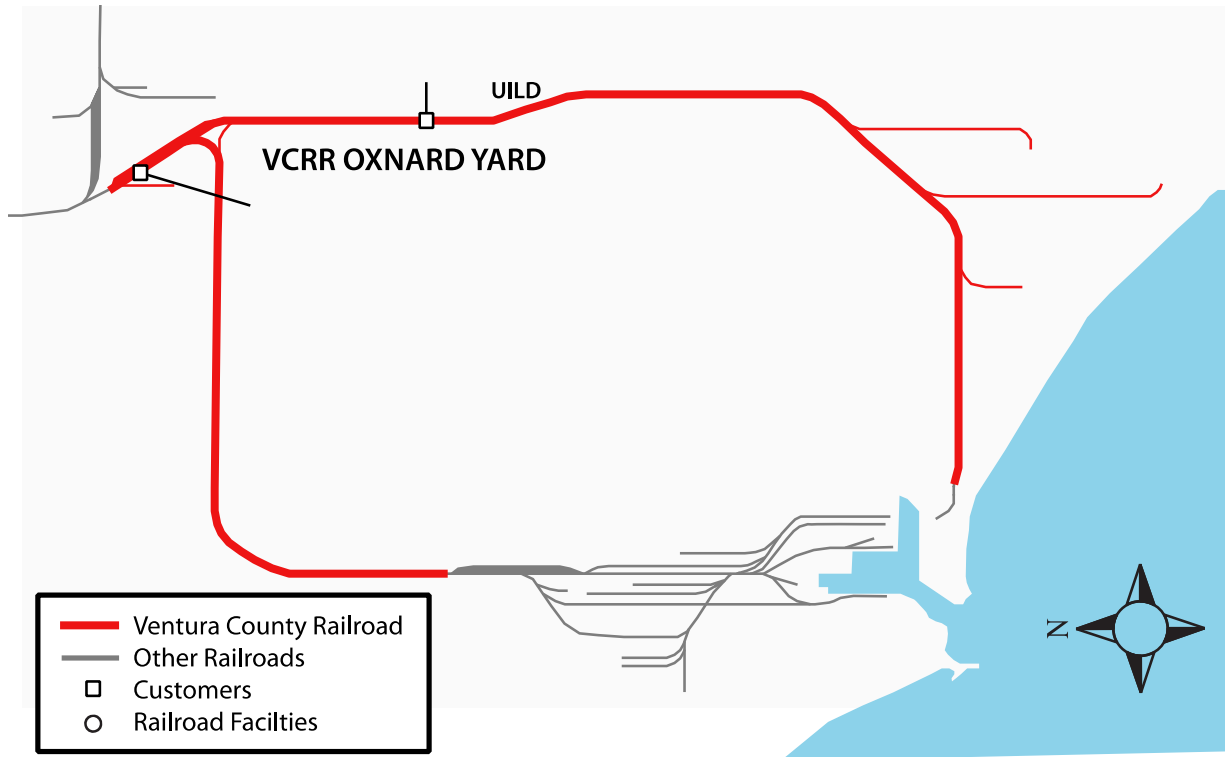 UILD
VCRR OXNARD YARD
Ventura County Railroad
Other Railroads
Customers
Railroad Facilties
N